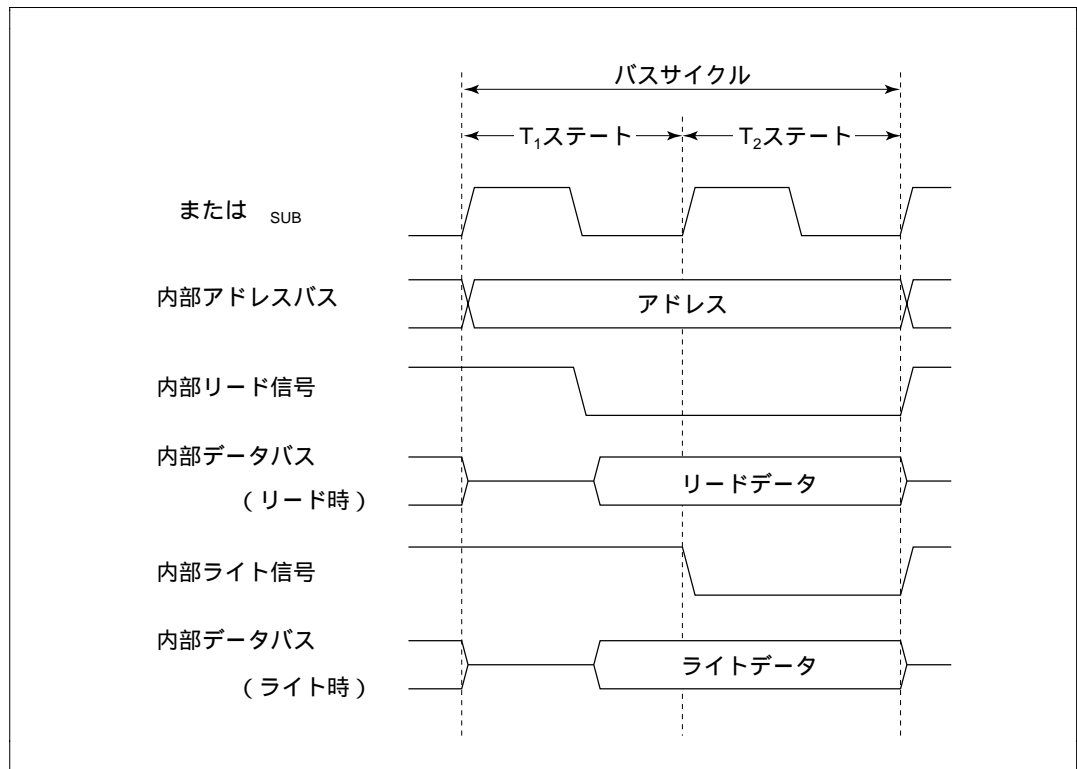 バスサイクル
T₁ステート T₂ステート
または SUB
内部アドレスバス アドレス
内部リード信号
内部データバス
(リード時) リードデータ
内部ライト信号
内部データバス
(ライト時) ライトデータ